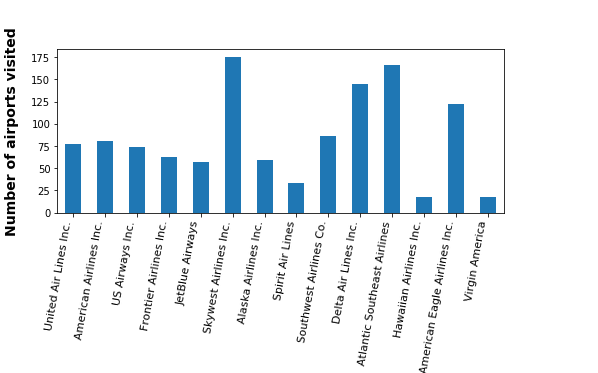 Number of airports visited
175
150
125
100
75
50
25
0
United Air Lines Inc.
American Airlines Inc.
US Airways Inc.
Frontier Airlines Inc.
JetBlue Airways
Skywest Airlines Inc.
Alaska Airlines Inc.
Spirit Air Lines
Southwest Airlines Co.
Delta Air Lines Inc.
Atlantic Southeast Airlines
Hawaiian Airlines Inc.
American Eagle Airlines Inc.
Virgin America